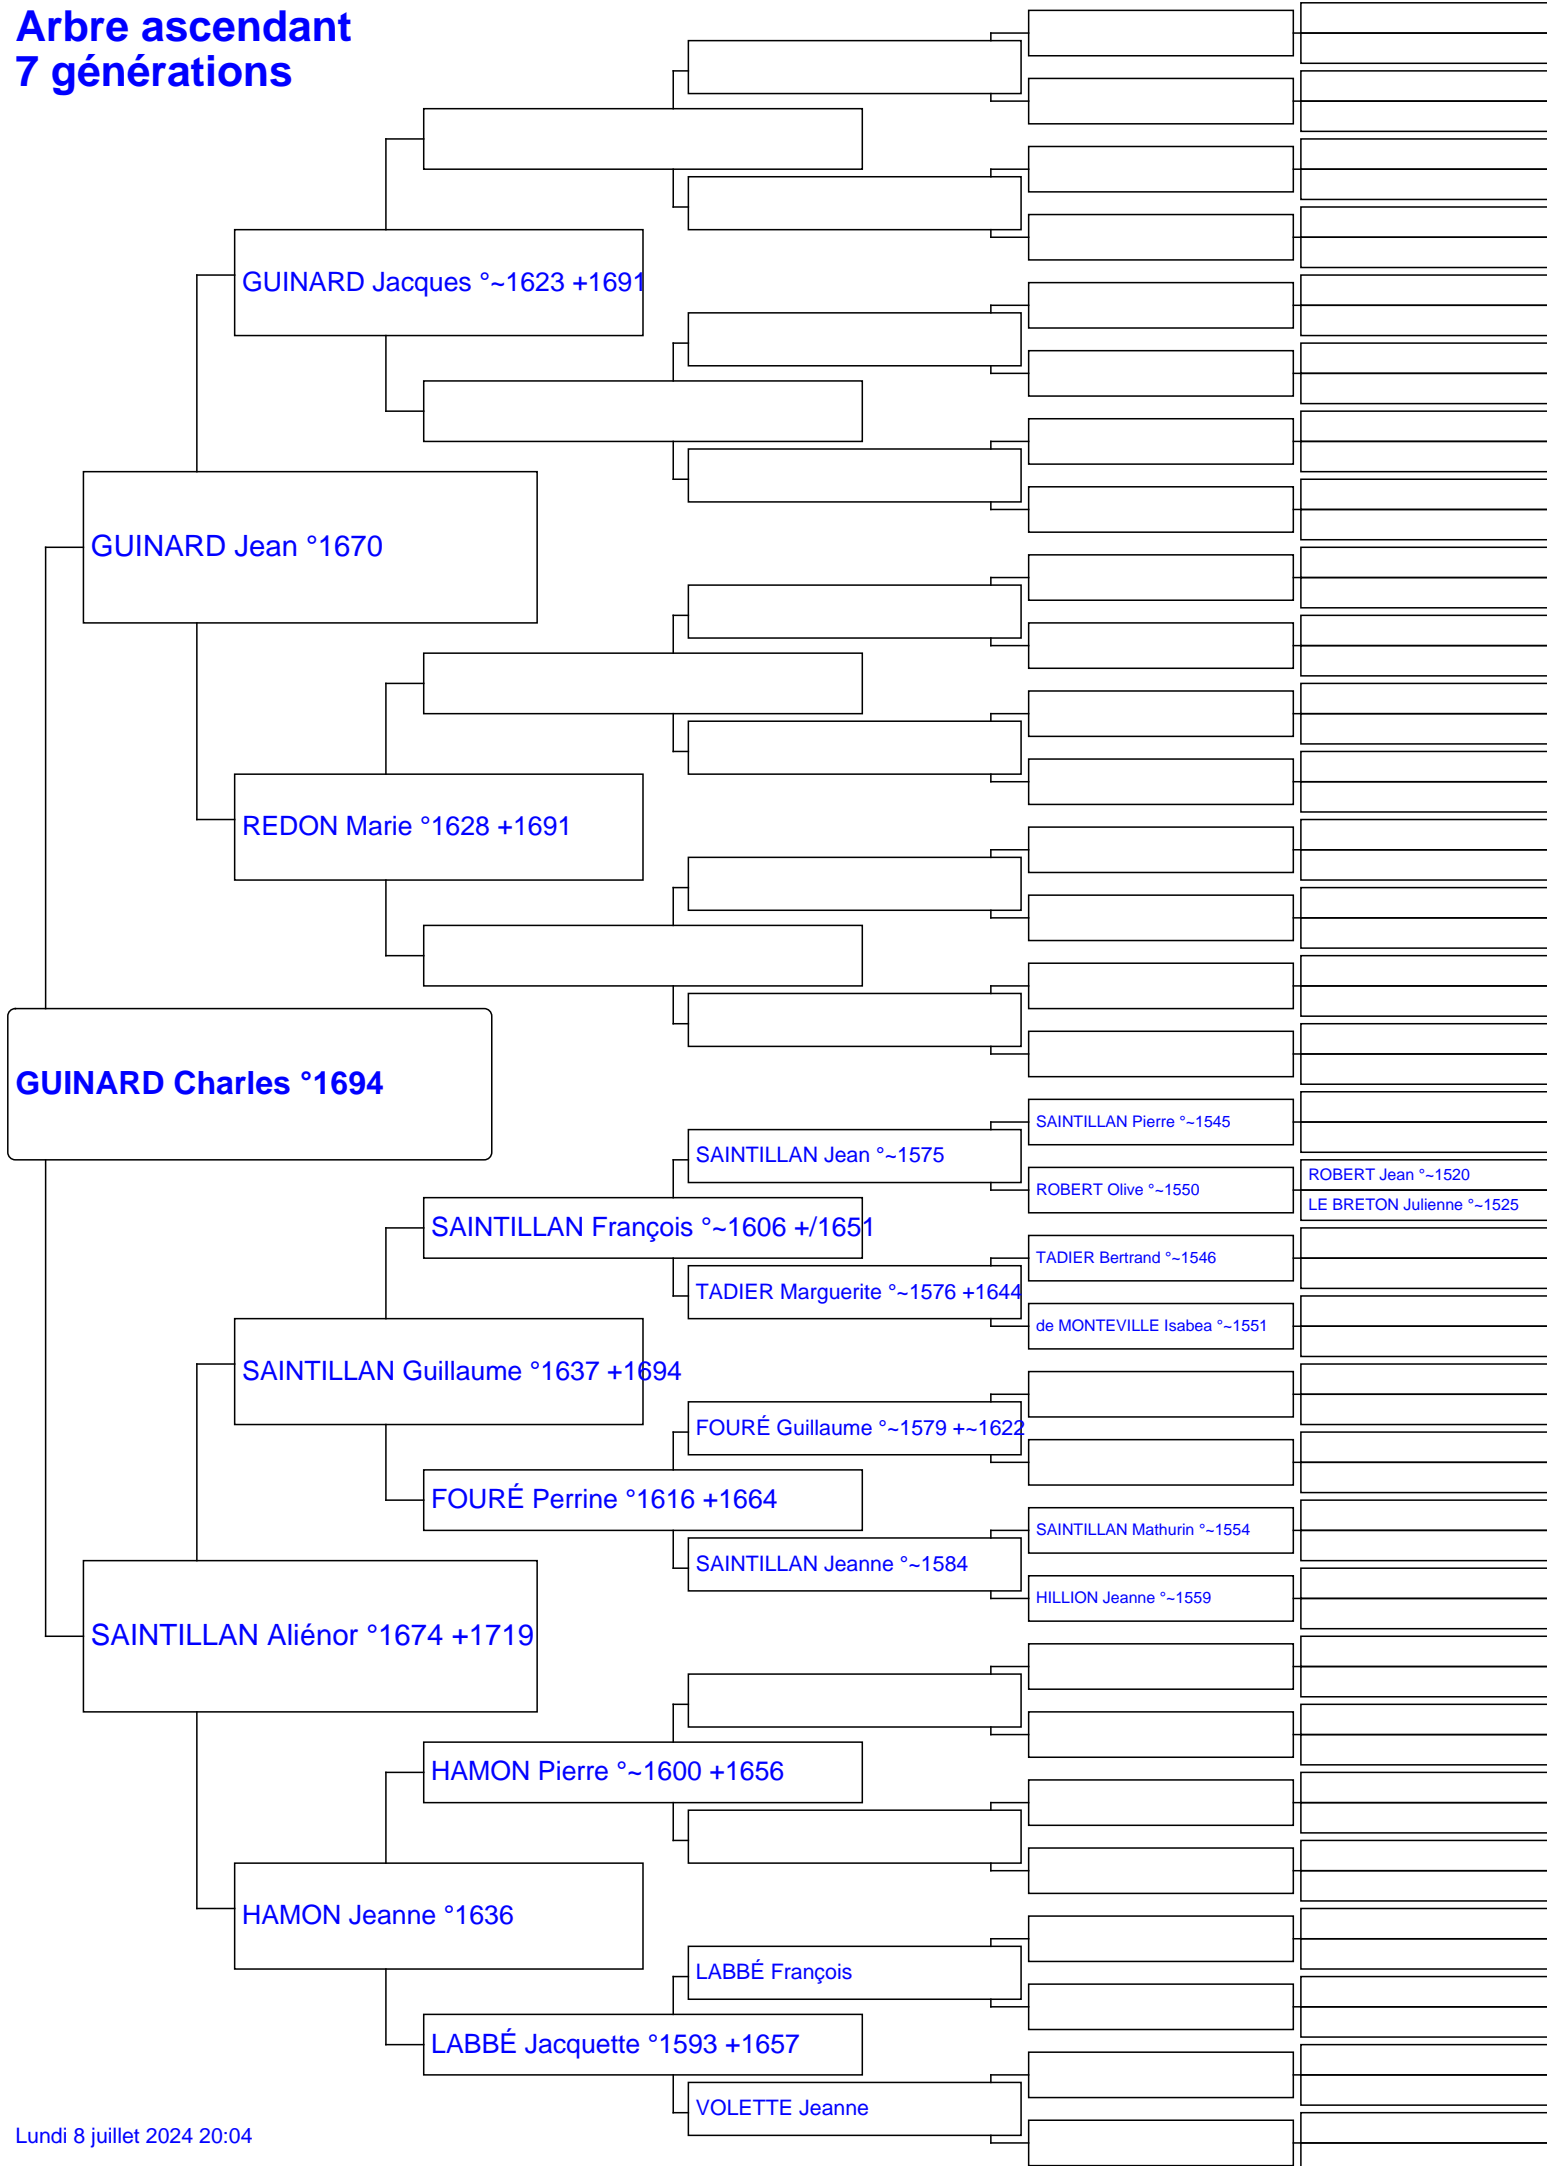 Arbre ascendant
7 générations
GUINARD Jacques °~1623 +1691
GUINARD Jean °1670
REDON Marie °1628 +1691
GUINARD Charles °1694
SAINTILLAN Pierre °~1545
SAINTILLAN Jean °~1575
ROBERT Jean °~1520
ROBERT Olive °~1550
LE BRETON Julienne °~1525
SAINTILLAN François °~1606 +/1651
TADIER Bertrand °~1546
TADIER Marguerite °~1576 +1644
de MONTEVILLE Isabea °~1551
SAINTILLAN Guillaume °1637 +1694
FOURÉ Guillaume °~1579 +~1622
FOURÉ Perrine °1616 +1664
SAINTILLAN Mathurin °~1554
SAINTILLAN Jeanne °~1584
HILLION Jeanne °~1559
SAINTILLAN Aliénor °1674 +1719
HAMON Pierre °~1600 +1656
HAMON Jeanne °1636
LABBÉ François
LABBÉ Jacquette °1593 +1657
VOLETTE Jeanne
Lundi 8 juillet 2024 20:04